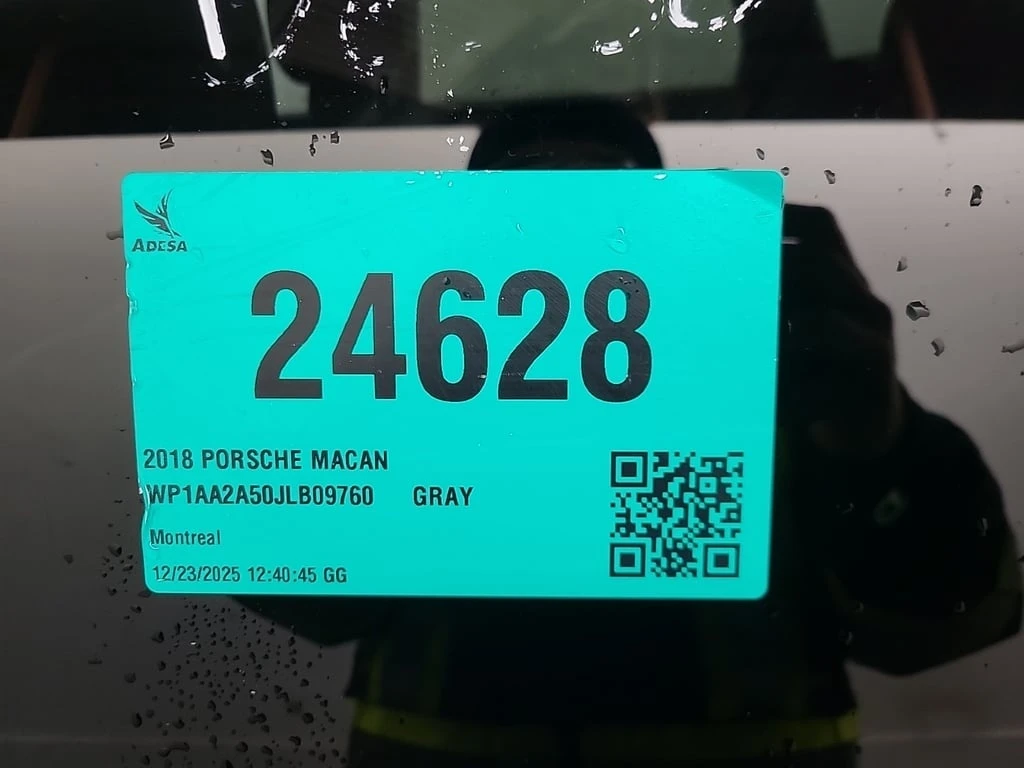 ADESA
24628
2018 PORSCHE MACAN
WP1AA2A50JLB09760 GRAY
Montreal
12/23/2025 12:40:45 GG